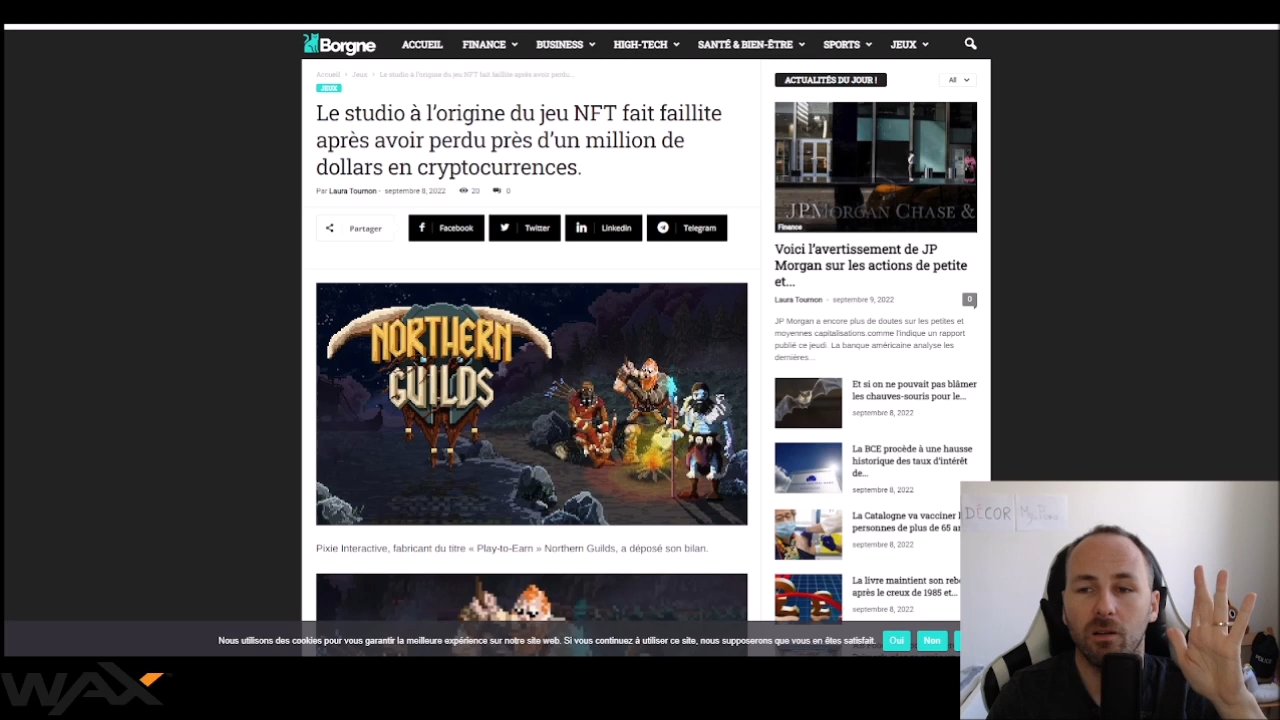 Borgne
ACCUEIL FINANCE BUSINESS HIGH-TECH SANTÉ & BIEN-ÊTRE SPORTS JEUX
Accueil › Jeux › Le studio à l'origine du jeu NFT fait faillite après avoir perdu près d'un...
JEUX
Le studio à l'origine du jeu NFT fait faillite
après avoir perdu près d'un million de
dollars en cryptocurrences.
Par Laura Tournon - septembre 8, 2022 20 0
Partager Facebook Twitter Linkedin Telegram
NORTHERN
GUILDS
Pixie Interactive, fabricant du titre « Play-to-Earn » Northern Guilds, a déposé son bilan.
ACTUALITÉS DU JOUR ! All
JPMORGAN CHASE &
Finance
Voici l'avertissement de JP
Morgan sur les actions de petite
et...
Laura Tournon - septembre 9, 2022 0
JP Morgan a encore plus de doutes sur les petites et
moyennes capitalisations.comme l'indique un rapport
publié ce jeudi. La banque américaine analyse les
dernières...
Et si on ne pouvait pas blâmer
les chauves-souris pour le...
septembre 8, 2022
La BCE procède à une hausse
historique des taux d'intérêt
de...
septembre 8, 2022
La Catalogne va vacciner
personnes de plus de 65
septembre 8, 2022
La livre maintient son
après le creux de 1985 et...
septembre 8, 2022
Nous utilisons des cookies pour vous garantir la meilleure expérience sur notre site web. Si vous continuez à utiliser ce site, nous supposerons que vous en êtes satisfait. Oui Non
DÉCOR
WAX